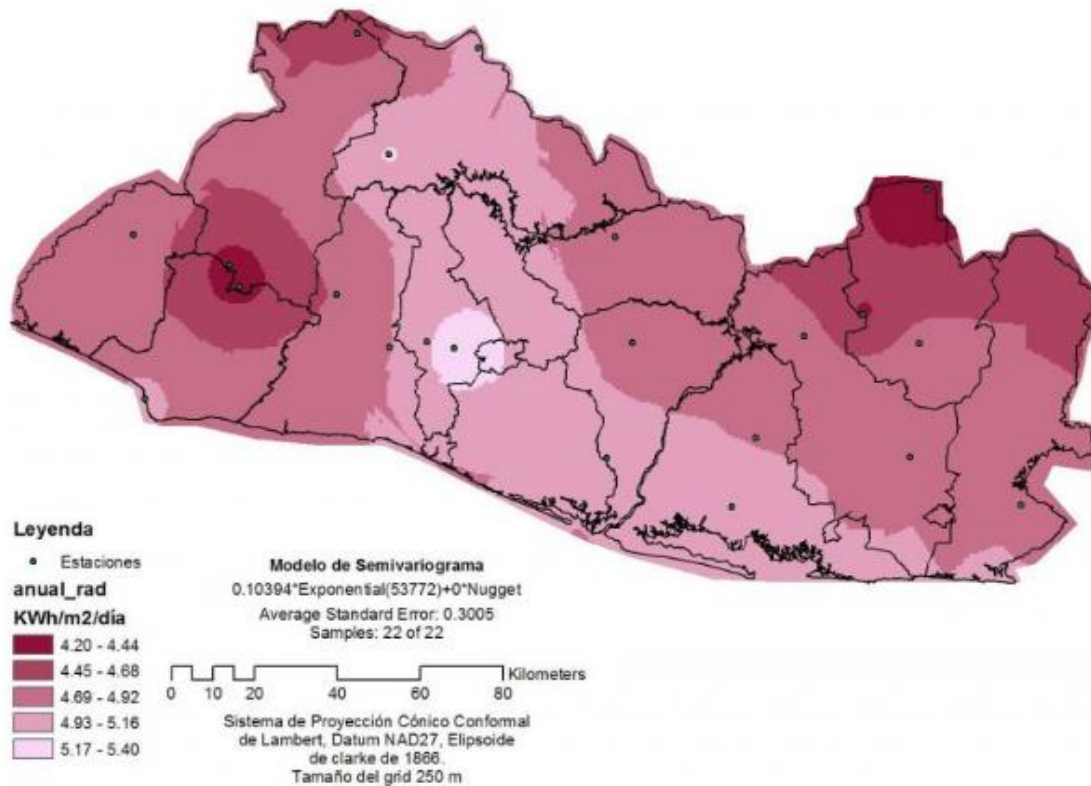 Leyenda
Estaciones
anual_rad
KWh/m2/día
4.20 - 4.44
4.45 - 4.68
4.69 - 4.92
4.93 - 5.16
5.17 - 5.40
Modelo de Semivariograma
0.10394*Exponential(53772)+0*Nugget
Average Standard Error: 0.3005
Samples: 22 of 22
Kilometers
0 10 20 40 60 80
Sistema de Proyección Cónico Conformal
de Lambert, Datum NAD27, Elipsoide
de clarke de 1866.
Tamaño del grid 250 m